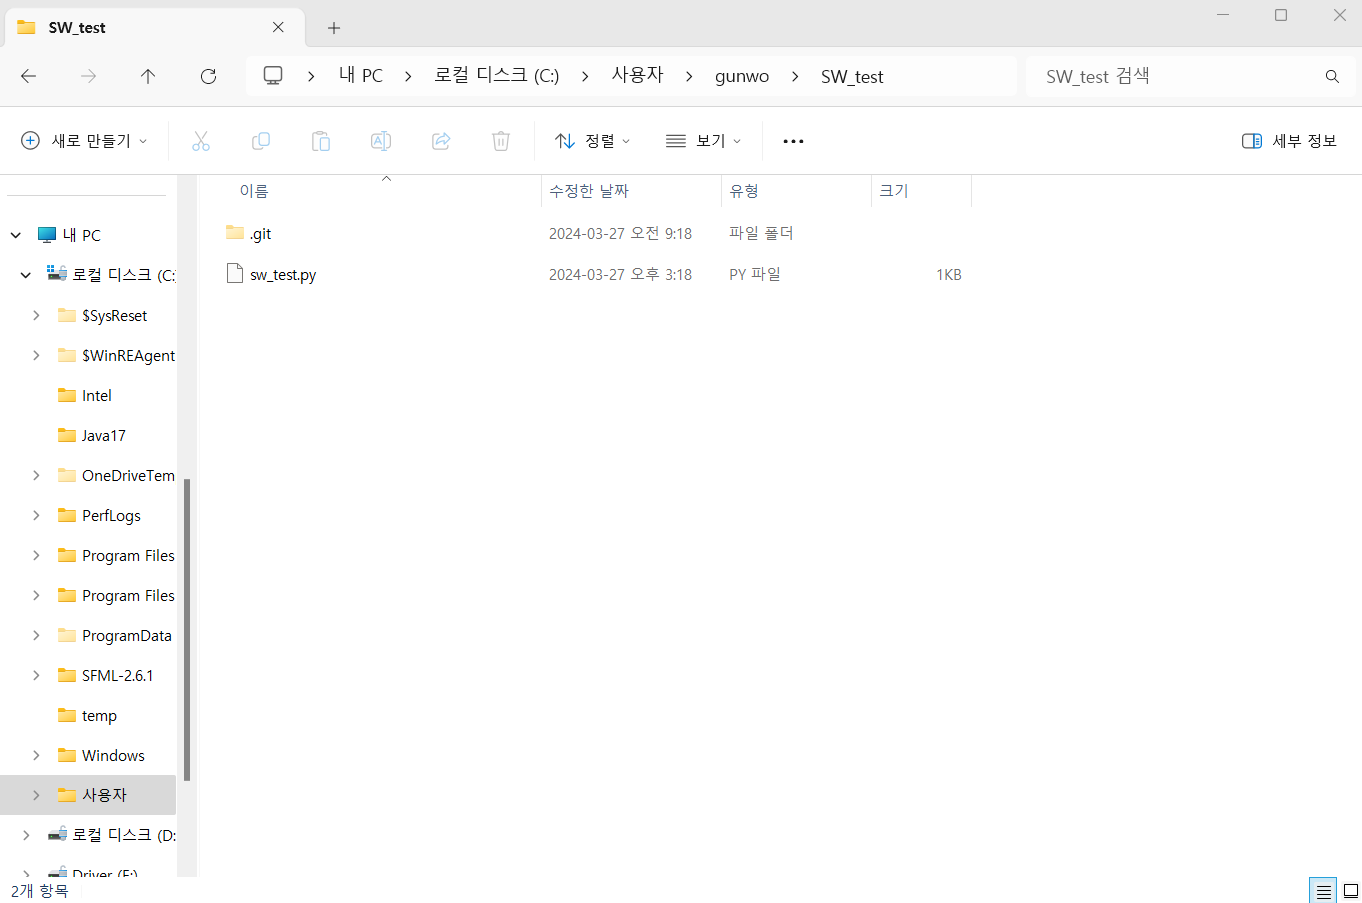 SW_test
내 PC
로컬 디스크 (C:)
사용자
gunwo
SW_test
SW_test 검색
새로 만들기
정렬
보기
세부 정보
이름
수정한 날짜
유형
크기
.git
2024-03-27 오전 9:18
파일 폴더
sw_test.py
2024-03-27 오후 3:18
PY 파일
1KB
내 PC
로컬 디스크 (C:
$SysReset
$WinREAgent
Intel
Java17
OneDriveTem
PerfLogs
Program Files
Program Files
ProgramData
SFML-2.6.1
temp
Windows
사용자
로컬 디스크 (D:
Driver (E:)
2개 항목